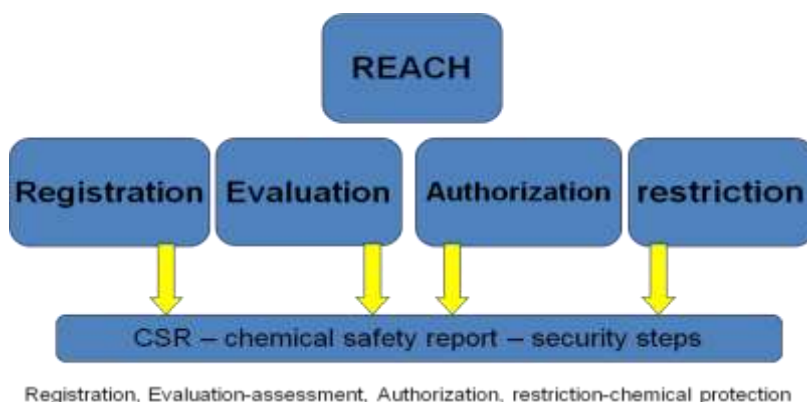 REACH
Registration Evaluation Authorization restriction
CSR – chemical safety report – security steps
Registration, Evaluation-assessment, Authorization, restriction-chemical protection